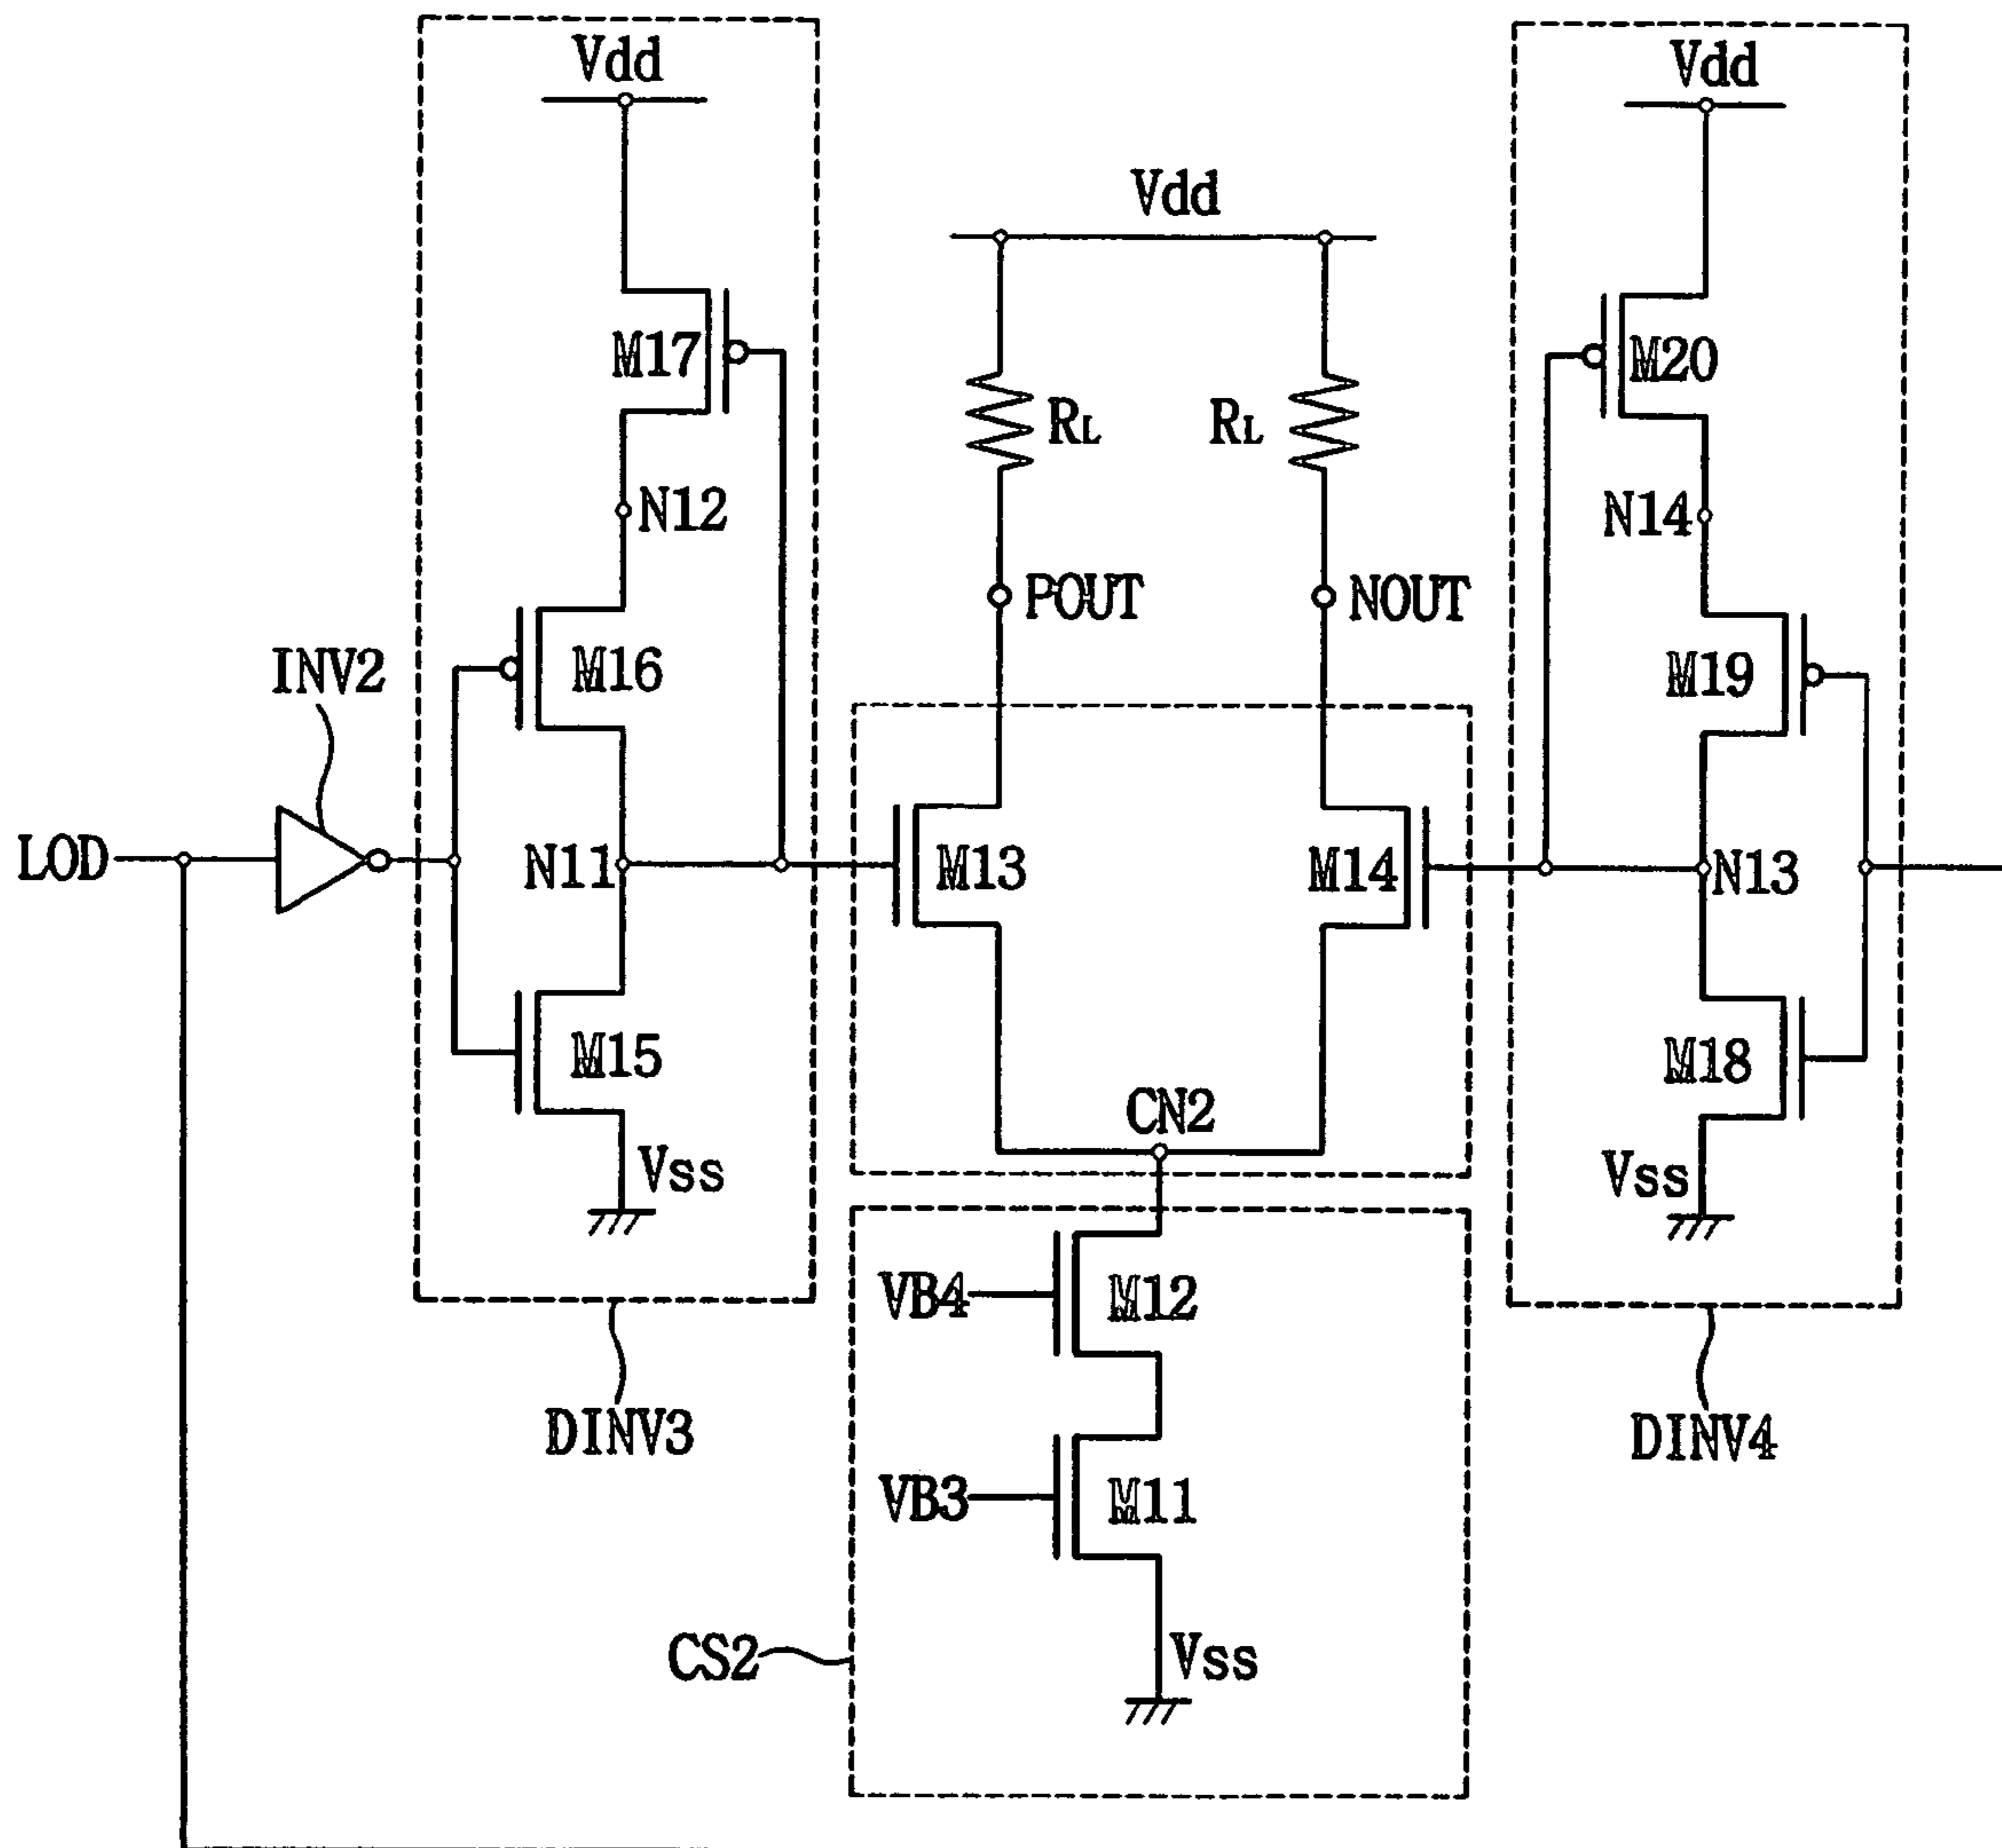 Vdd
Vdd
Vdd
M17
M20
RL
RL
N12
N14
POUT
NOUT
INV2
M16
M19
LOD
N11
M13
M14
N13
M15
M18
CN2
Vss
Vss
VB4
M12
DINV3
DINV4
VB3
M11
CS2
Vss